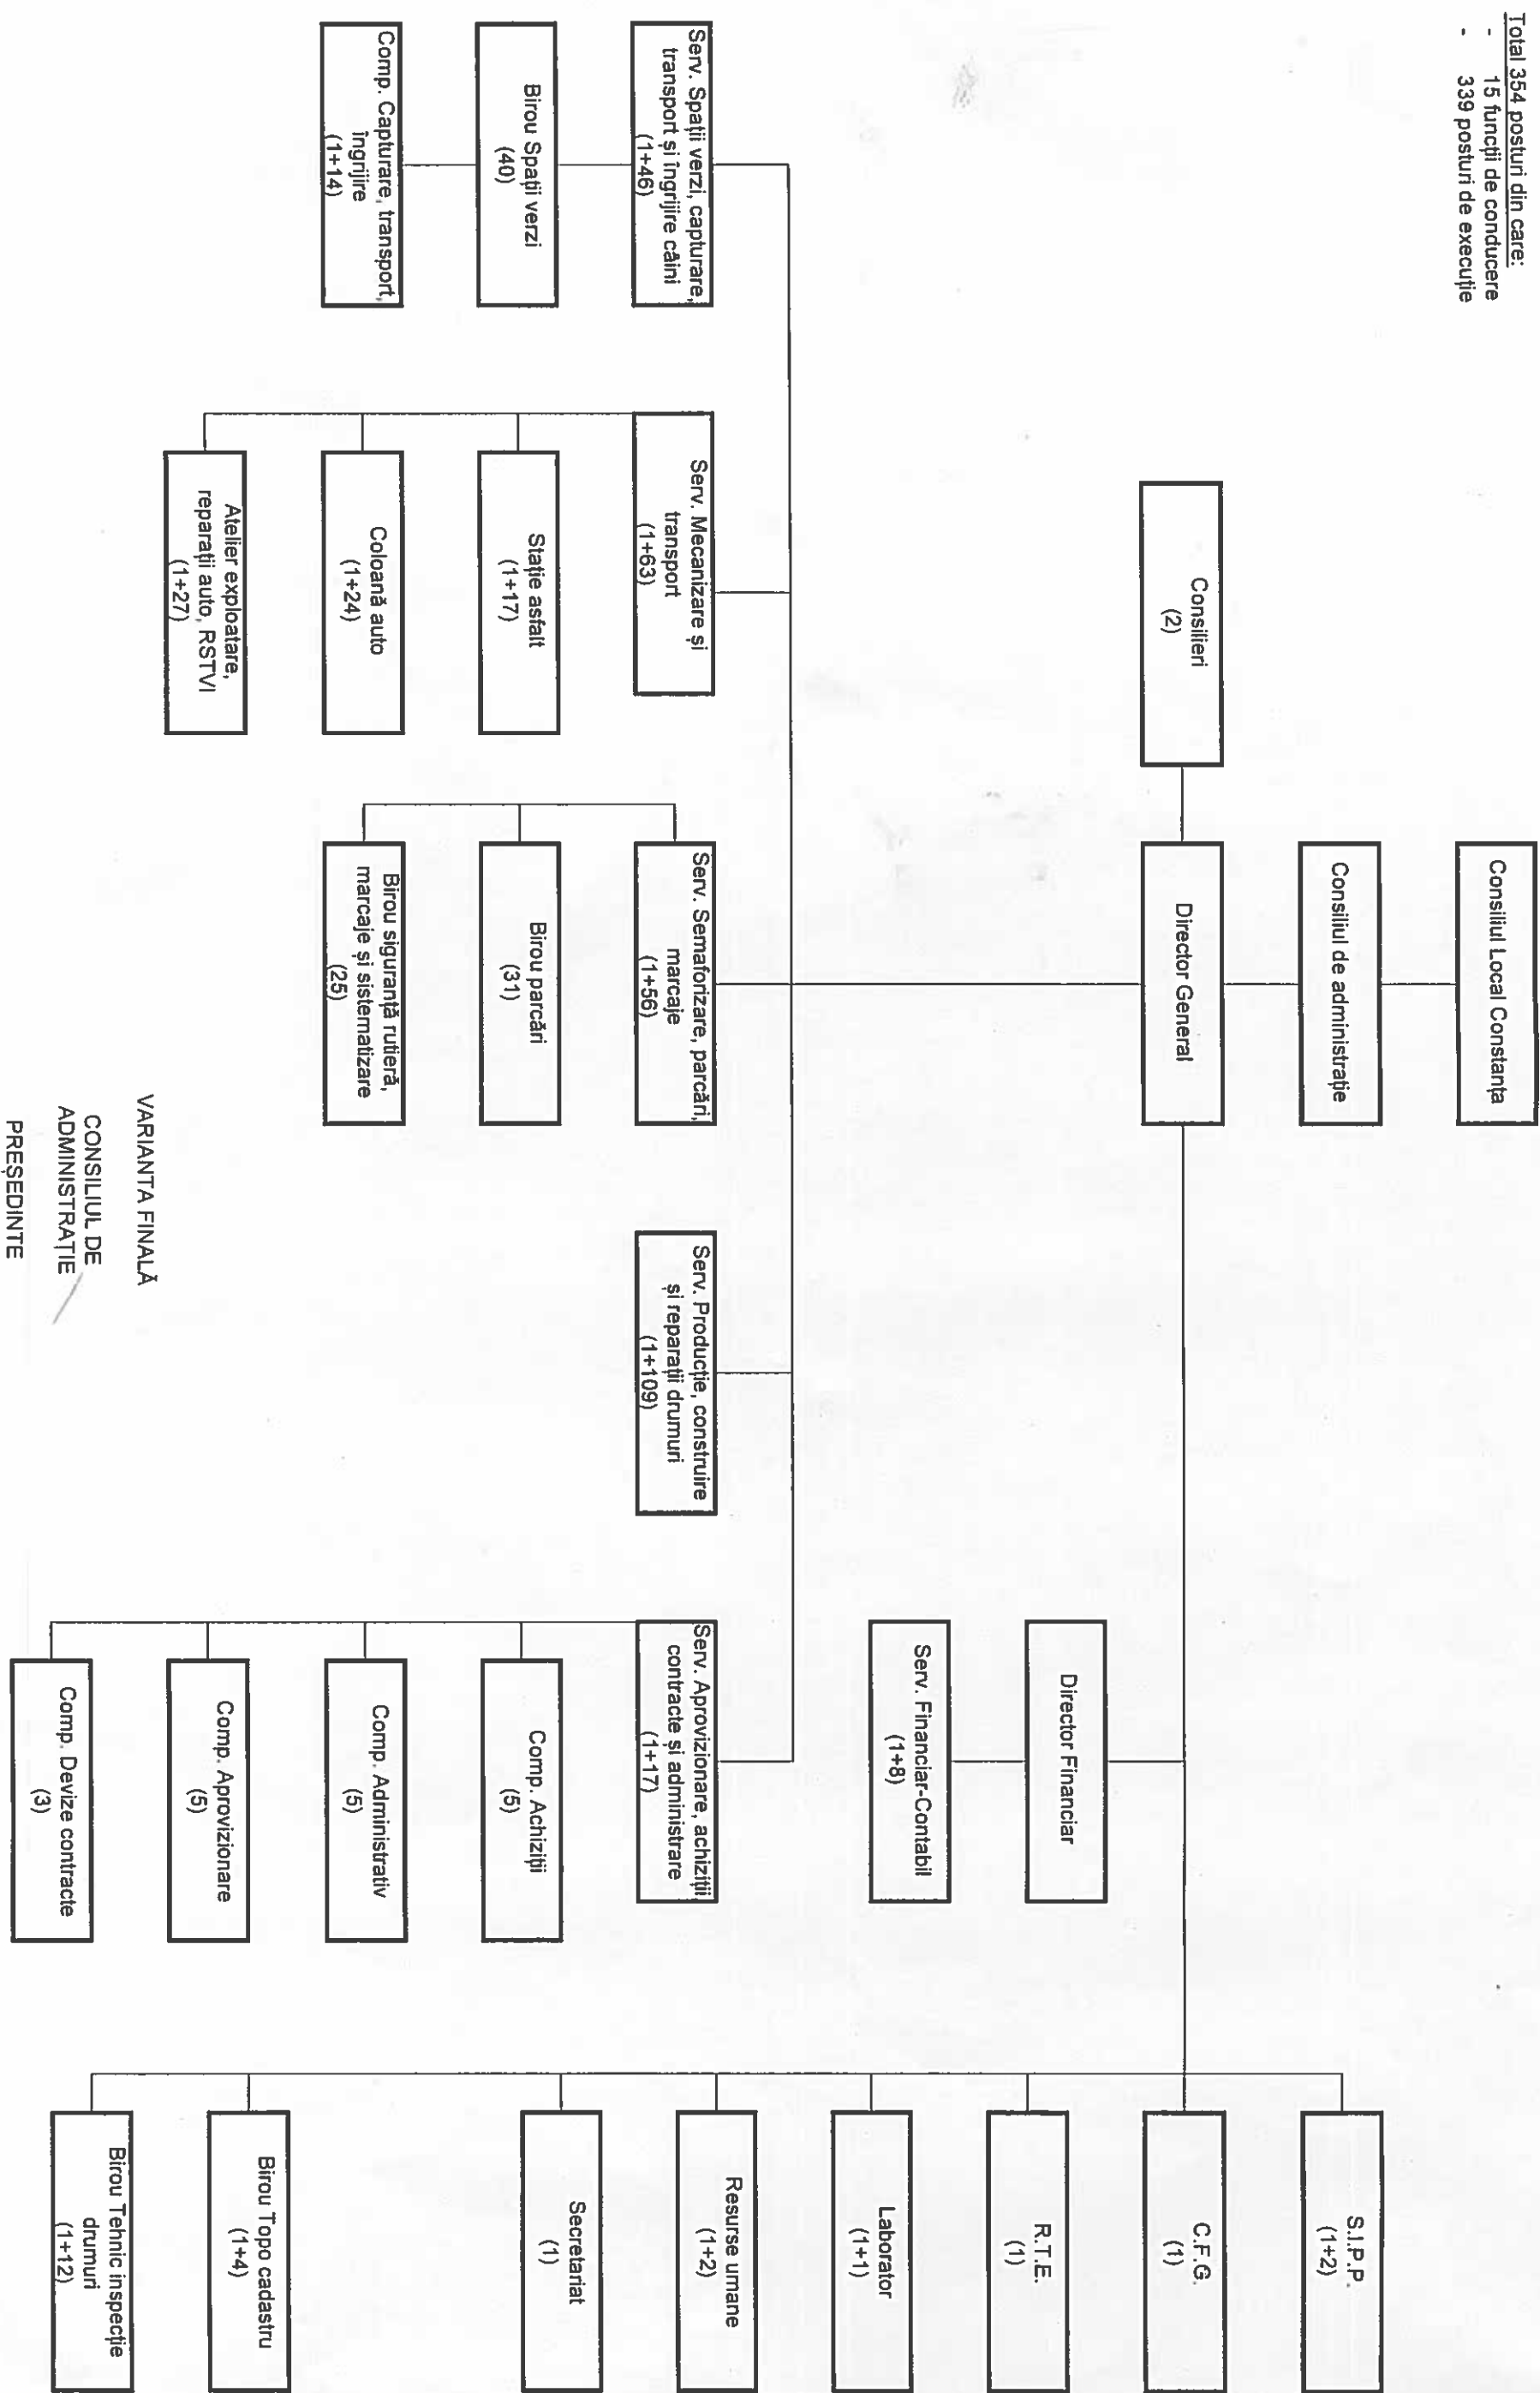 Total 354 posturi din care:
- 15 funcții de conducere
- 339 posturi de execuție
Consiliul Local Constanța
Consiliul de administrație
Director General
Consilieri
(2)
S.I.P.P.
(1+2)
C.F.G.
(1)
R.T.E.
(1)
Laborator
(1+1)
Resurse umane
(1+2)
Secretariat
(1)
Birou Topo cadastru
(1+4)
Birou Tehnic inspecție
drumuri
(1+12)
Director Financiar
Serv. Financiar-Contabil
(1+8)
Serv. Spații verzi, capturare,
transport și îngrijire câini
(1+46)
Birou Spații verzi
(40)
Comp. Capturare, transport,
îngrijire
(1+14)
Serv. Mecanizare și
transport
(1+63)
Stație asfalt
(1+17)
Coloană auto
(1+24)
Atelier exploatare,
reparații auto, RSTVI
(1+27)
Serv. Semaforizare, parcări,
marcaje
(1+56)
Birou parcări
(31)
Birou siguranță rutieră,
marcaje și sistematizare
(25)
Serv. Producție, construire
și reparații drumuri
(1+109)
Serv. Aprovizionare, achiziții,
contracte și administrare
(1+17)
Comp. Achiziții
(5)
Comp. Administrativ
(5)
Comp. Aprovizionare
(5)
Comp. Devize contracte
(3)
VARIANTA FINALĂ
CONSILIUL DE
ADMINISTRAȚIE
PREȘEDINTE